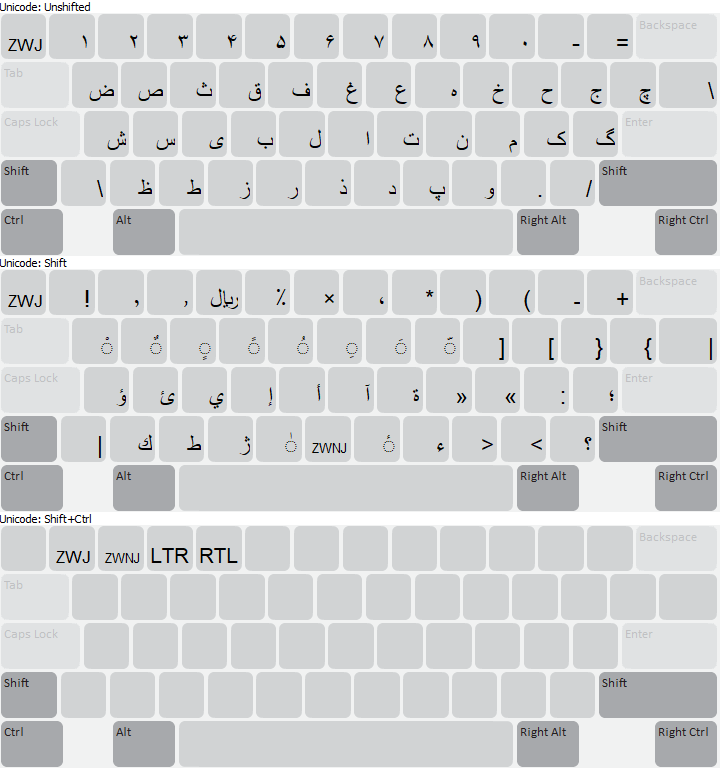 Unicode: Unshifted
ZWJ ۱ ۲ ۳ ۴ ۵ ۶ ۷ ۸ ۹ ۰ - = Backspace
Tab ض ص ث ق ف غ ع ه خ ح ج چ \
Caps Lock ش س ی ب ل ا ت ن م ک گ Enter
Shift \ ظ ط ز ر ذ د پ و . / Shift
Ctrl Alt Right Alt Right Ctrl
Unicode: Shift
ZWJ ! ٬ ٫ ریال ٪ × ، * ) ( - + Backspace
Tab ◌ْ ◌ٌ ◌ٍ ◌ً ◌ُ ◌ِ ◌َ ◌ّ ] [ } { |
Caps Lock ؤ ئ ي إ أ آ ة » « : ؛ Enter
Shift | ك ط ژ ◌ٰ ZWNJ ◌ٔ ء > < ؟ Shift
Ctrl Alt Right Alt Right Ctrl
Unicode: Shift+Ctrl
ZWJ ZWNJ LTR RTL Backspace
Tab
Caps Lock Enter
Shift Shift
Ctrl Alt Right Alt Right Ctrl